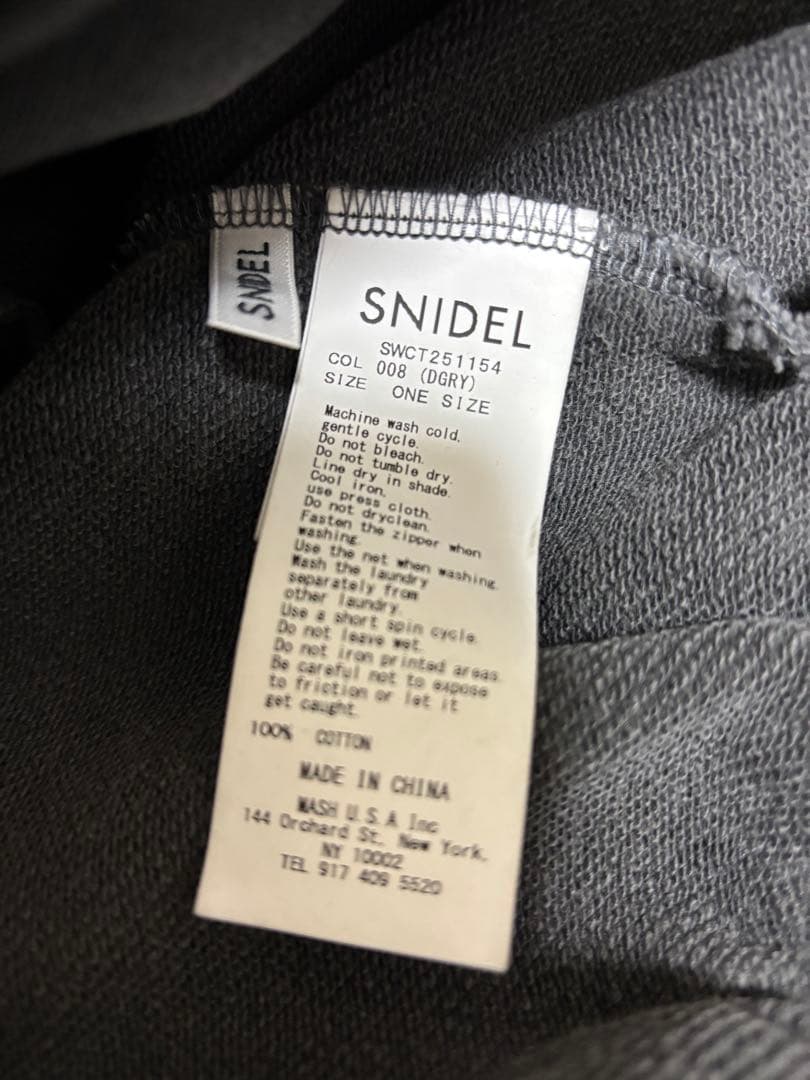 SNIDEL
SNIDEL
SWCT251154
COL 008 (DGRY)
SIZE ONE SIZE
Machine wash cold,
gentle cycle.
Do not bleach.
Do not tumble dry.
Line dry in shade.
Cool iron,
use press cloth.
Do not dryclean.
Fasten the zipper when
washing.
Use the net when washing.
Wash the laundry
separately from
other laundry.
Use a short spin cycle.
Do not leave wet.
Do not iron printed areas.
Be careful not to expose
to friction or let it
get caught.
100% COTTON
MADE IN CHINA
MASH U.S.A Inc
144 Orchard St. New York,
NY 10002
TEL 917 409 5520